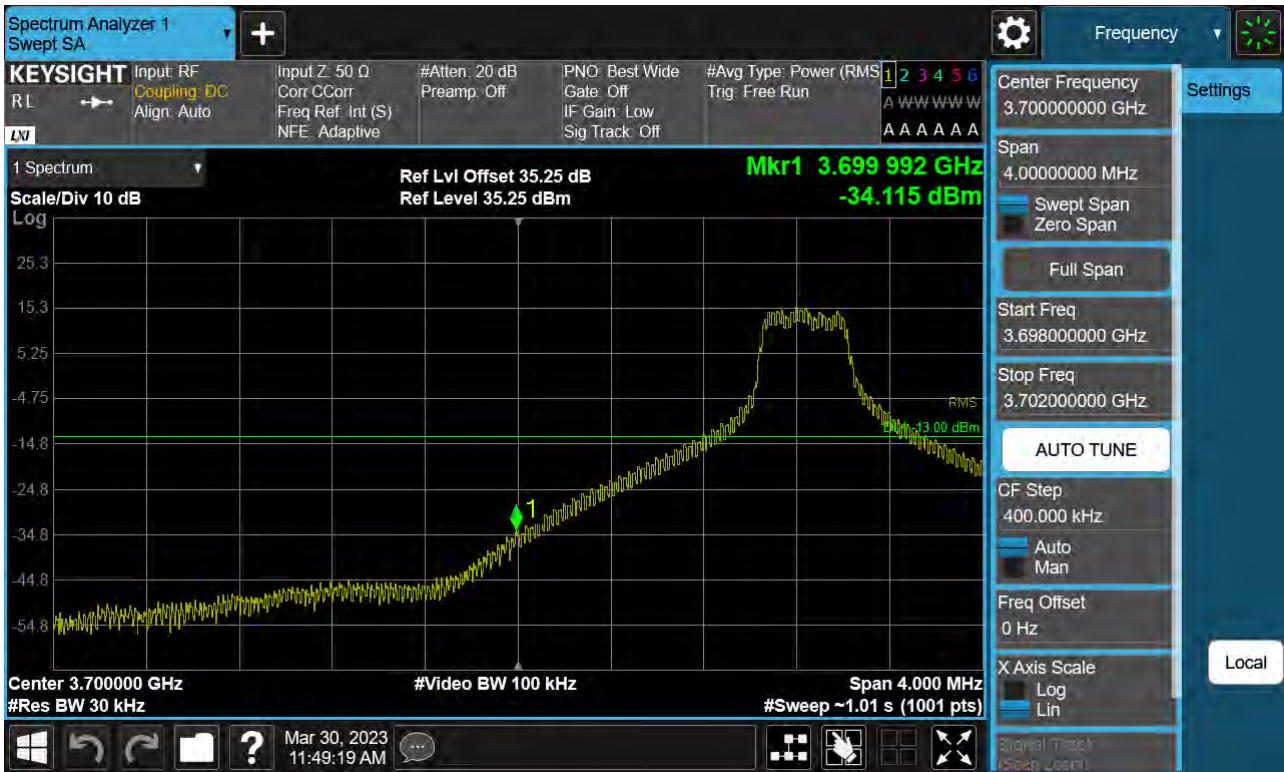 Spectrum Analyzer 1
Swept SA
+
Frequency
KEYSIGHT
RL
LXI
Input: RF
Coupling: DC
Align: Auto
Input Z: 50 Ω
Corr CCorr
Freq Ref: Int (S)
NFE: Adaptive
#Atten: 20 dB
Preamp: Off
PNO: Best Wide
Gate: Off
IF Gain: Low
Sig Track: Off
#Avg Type: Power (RMS
Trig: Free Run
1 2 3 4 5 6
A W W W W W
A A A A A A
1 Spectrum
Scale/Div 10 dB
Log
Ref Lvl Offset 35.25 dB
Ref Level 35.25 dBm
Mkr1 3.699 992 GHz
-34.115 dBm
25.3
15.3
5.25
-4.75
-14.8
-24.8
-34.8
-44.8
-54.8
RMS
-13.00 dBm
1
Center 3.700000 GHz
#Res BW 30 kHz
#Video BW 100 kHz
Span 4.000 MHz
#Sweep ~1.01 s (1001 pts)
Center Frequency
3.700000000 GHz
Settings
Span
4.00000000 MHz
Swept Span
Zero Span
Full Span
Start Freq
3.698000000 GHz
Stop Freq
3.702000000 GHz
AUTO TUNE
CF Step
400.000 kHz
Auto
Man
Freq Offset
0 Hz
X Axis Scale
Log
Lin
Signal Track
(Span Zoom)
Local
?
Mar 30, 2023
11:49:19 AM